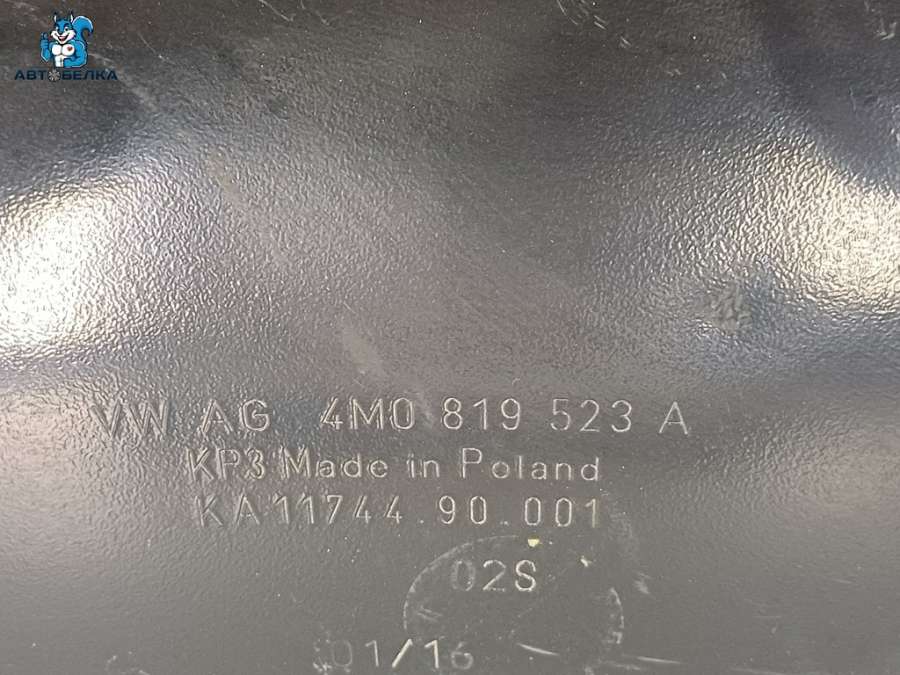 АВТОБЕЛКА
VW AG 4M0 819 523 A
KP3 Made in Poland
KA11744.90.001
02S
01/16